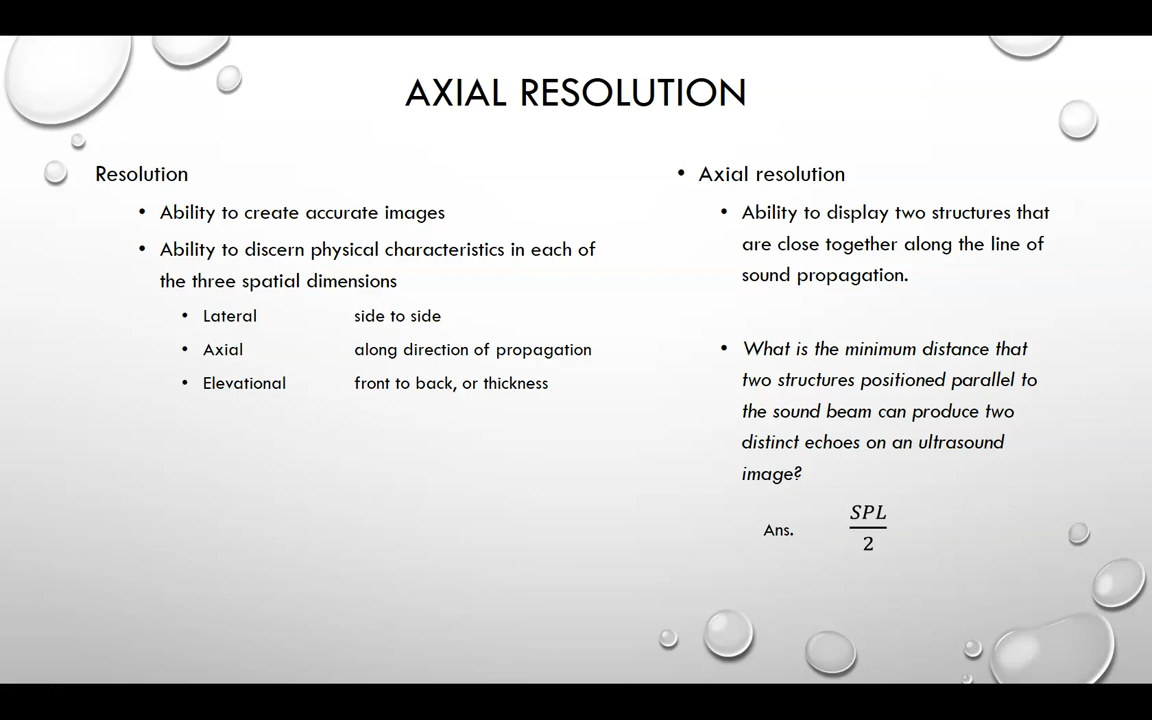 AXIAL RESOLUTION
Resolution
• Ability to create accurate images
• Ability to discern physical characteristics in each of
the three spatial dimensions
• Lateral side to side
• Axial along direction of propagation
• Elevational front to back, or thickness
• Axial resolution
• Ability to display two structures that
are close together along the line of
sound propagation.
• What is the minimum distance that
two structures positioned parallel to
the sound beam can produce two
distinct echoes on an ultrasound
image?
Ans. SPL/2